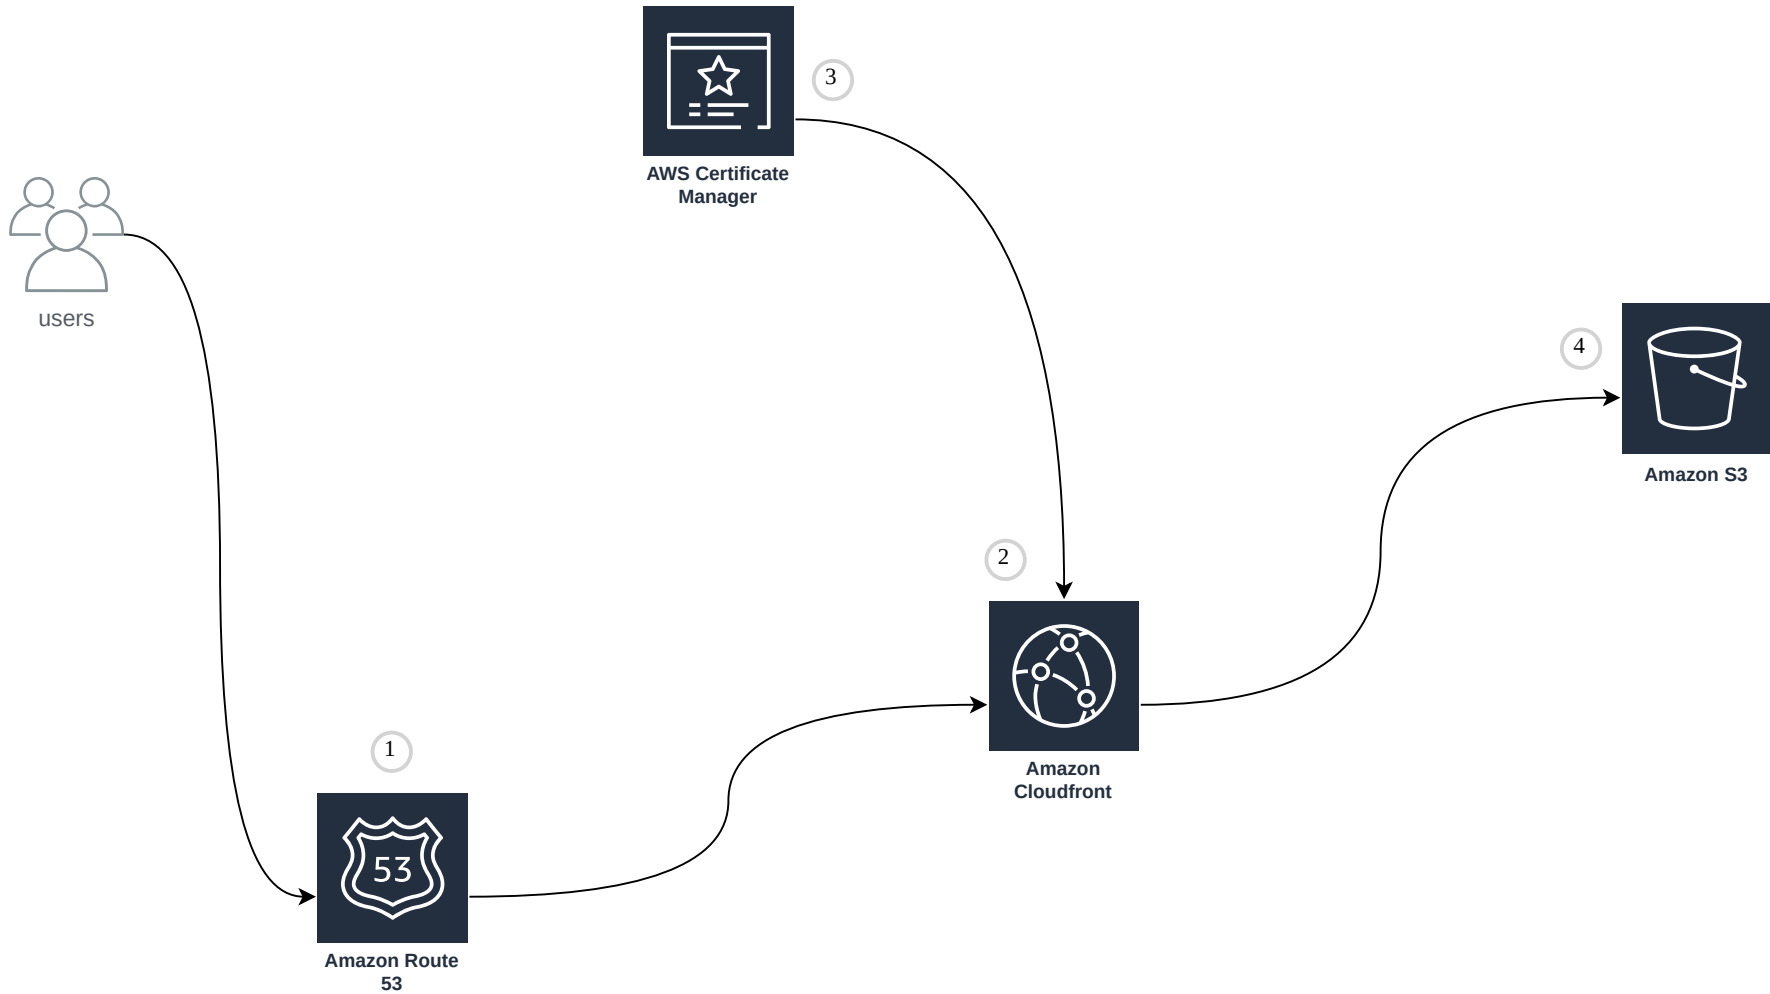 3
AWS Certificate
Manager
users
4
Amazon S3
2
Amazon
Cloudfront
1
53
Amazon Route
53